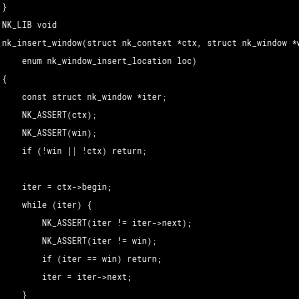 }
NK_LIB void
nk_insert_window(struct nk_context *ctx, struct nk_window *
    enum nk_window_insert_location loc)
{
    const struct nk_window *iter;
    NK_ASSERT(ctx);
    NK_ASSERT(win);
    if (!win || !ctx) return;

    iter = ctx->begin;
    while (iter) {
        NK_ASSERT(iter != iter->next);
        NK_ASSERT(iter != win);
        if (iter == win) return;
        iter = iter->next;
    }